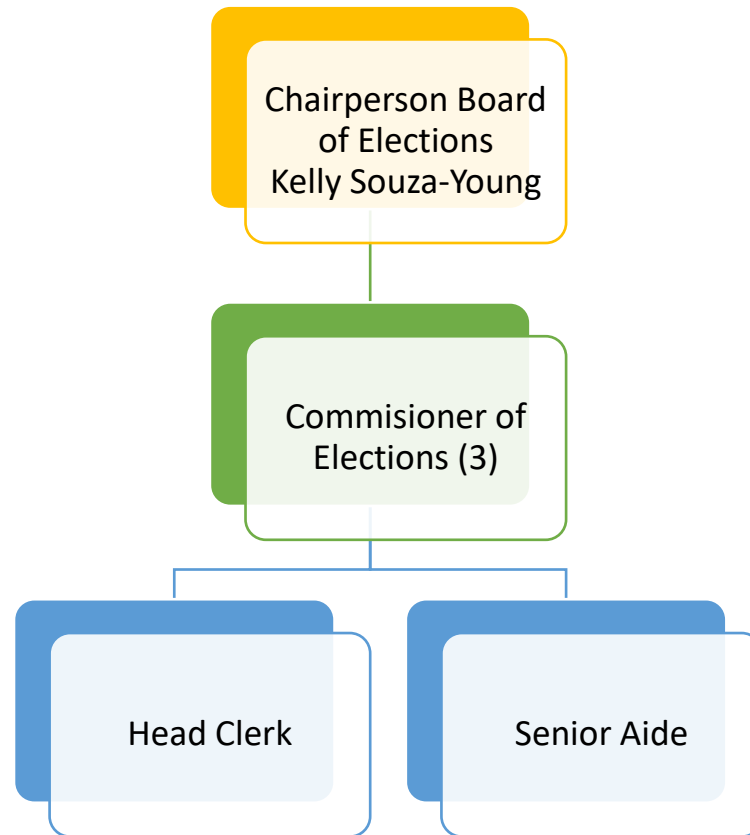 Chairperson Board
of Elections
Kelly Souza-Young
Commisioner of
Elections (3)
Head Clerk
Senior Aide